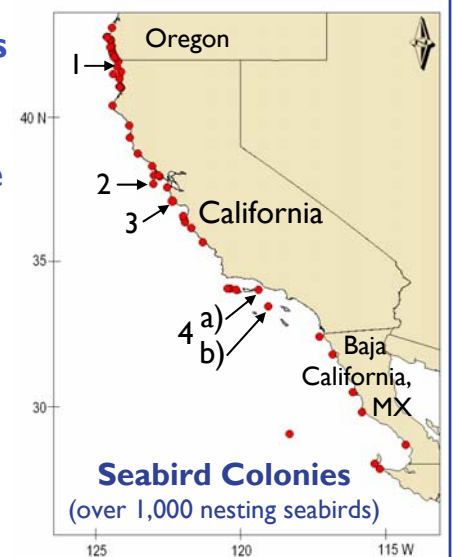 s
e
Oregon
1
40 N
2
3
California
35
4
a)
b)
Baja
California,
MX
30
Seabird Colonies
(over 1,000 nesting seabirds)
125
120
115 W